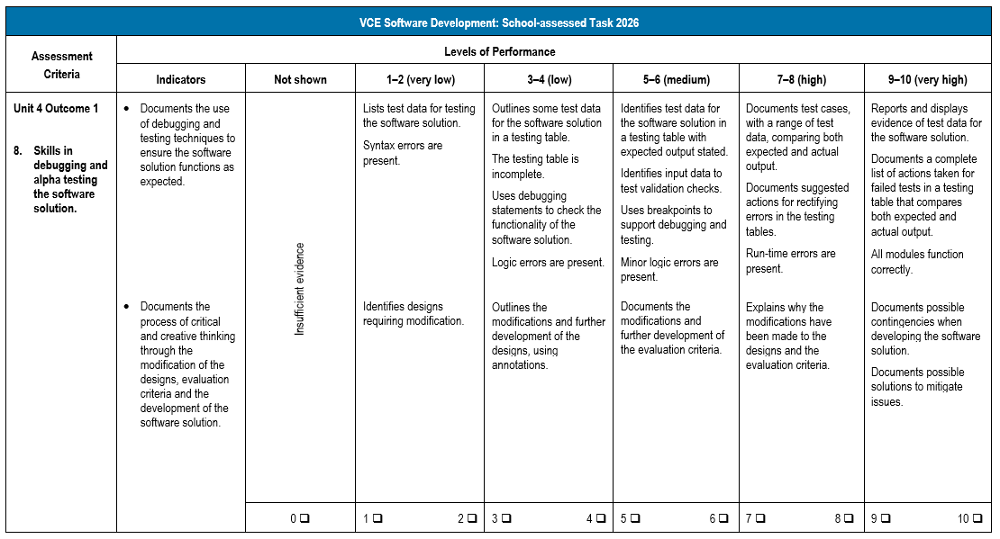 VCE Software Development: School-assessed Task 2026
Assessment
Criteria
Levels of Performance
Indicators
Not shown
1–2 (very low)
3–4 (low)
5–6 (medium)
7–8 (high)
9–10 (very high)
Unit 4 Outcome 1
8. Skills in
debugging and
alpha testing
the software
solution.
• Documents the use
of debugging and
testing techniques to
ensure the software
solution functions as
expected.
Insufficient evidence
Lists test data for testing
the software solution.
Syntax errors are
present.
Outlines some test data
for the software solution
in a testing table.
The testing table is
incomplete.
Uses debugging
statements to check the
functionality of the
software solution.
Logic errors are present.
Identifies test data for
the software solution in
a testing table with
expected output stated.
Identifies input data to
test validation checks.
Uses breakpoints to
support debugging and
testing.
Minor logic errors are
present.
Documents test cases,
with a range of test
data, comparing both
expected and actual
output.
Documents suggested
actions for rectifying
errors in the testing
tables.
Run-time errors are
present.
Reports and displays
evidence of test data for
the software solution.
Documents a complete
list of actions taken for
failed tests in a testing
table that compares
both expected and
actual output.
All modules function
correctly.
• Documents the
process of critical
and creative thinking
through the
modification of the
designs, evaluation
criteria and the
development of the
software solution.
Identifies designs
requiring modification.
Outlines the
modifications and further
development of the
designs, using
annotations.
Documents the
modifications and
further development of
the evaluation criteria.
Explains why the
modifications have
been made to the
designs and the
evaluation criteria.
Documents possible
contingencies when
developing the software
solution.
Documents possible
solutions to mitigate
issues.
0 ❑
1 ❑ 2 ❑
3 ❑ 4 ❑
5 ❑ 6 ❑
7 ❑ 8 ❑
9 ❑ 10 ❑